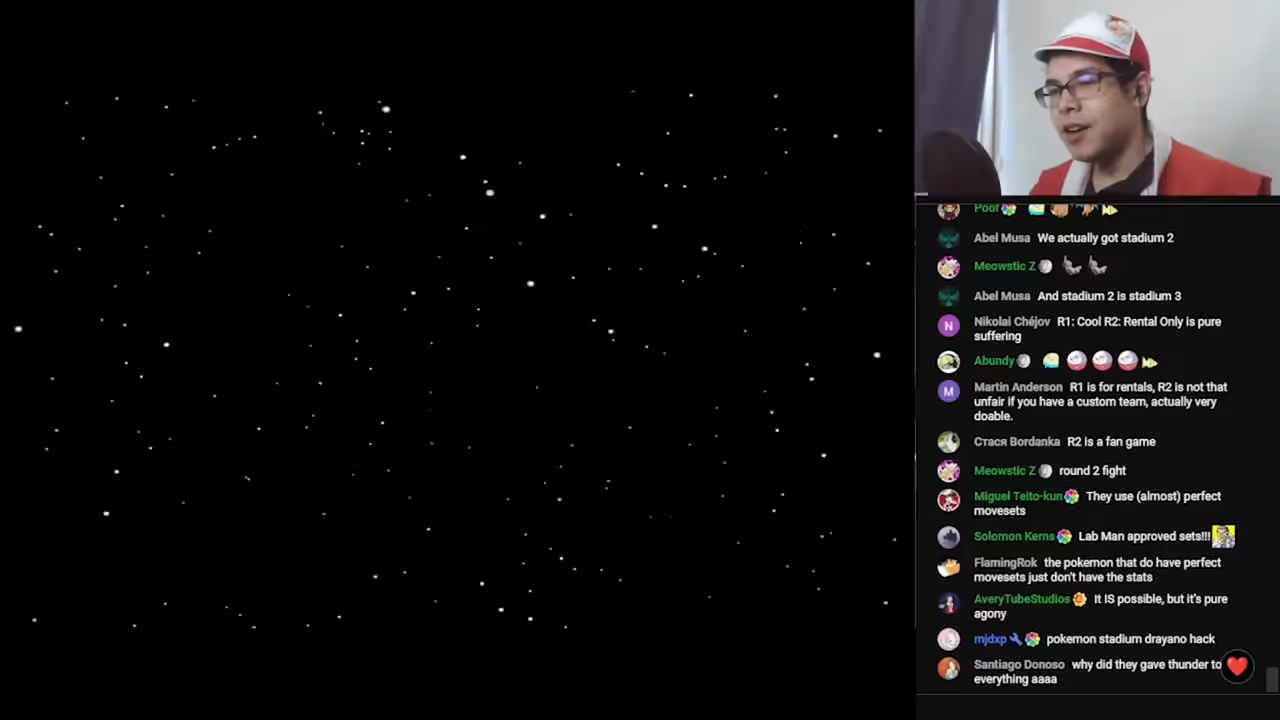 Poof
Abel Musa We actually got stadium 2
Meowstic Z
Abel Musa And stadium 2 is stadium 3
Nikolai Chéjov R1: Cool R2: Rental Only is pure
suffering
Abundy
Martin Anderson R1 is for rentals, R2 is not that
unfair if you have a custom team, actually very
doable.
Стася Bordanka R2 is a fan game
Meowstic Z round 2 fight
Miguel Teito-kun They use (almost) perfect
movesets
Solomon Kerns Lab Man approved sets!!!
FlamingRok the pokemon that do have perfect
movesets just don't have the stats
AveryTubeStudios It IS possible, but it's pure
agony
mjdxp pokemon stadium drayano hack
Santiago Donoso why did they gave thunder to
everything aaaa
N
M